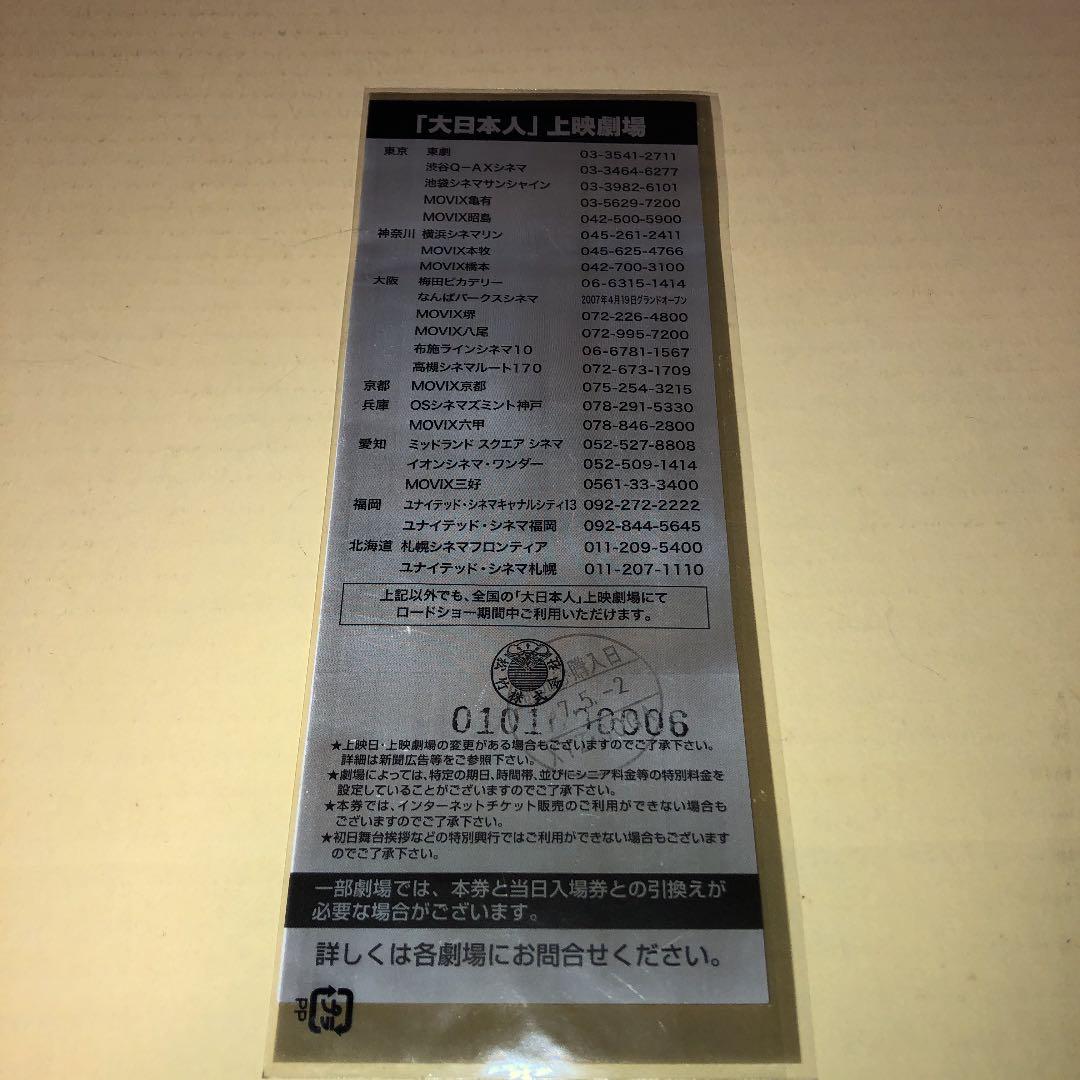 「大日本人」上映劇場
東京 東劇 03-3541-2711
渋谷Q-AXシネマ 03-3464-6277
池袋シネマサンシャイン 03-3982-6101
MOVIX亀有 03-5629-7200
MOVIX昭島 042-500-5900
神奈川 横浜シネマリン 045-261-2411
MOVIX本牧 045-625-4766
MOVIX橋本 042-700-3100
大阪 梅田ピカデリー 06-6315-1414
なんばパークスシネマ 2007年4月19日グランドオープン
MOVIX堺 072-226-4800
MOVIX八尾 072-995-7200
布施ラインシネマ10 06-6781-1567
高槻シネマルート170 072-673-1709
京都 MOVIX京都 075-254-3215
兵庫 OSシネマズミント神戸 078-291-5330
MOVIX六甲 078-846-2800
愛知 ミッドランド スクエア シネマ 052-527-8808
イオンシネマ・ワンダー 052-509-1414
MOVIX三好 0561-33-3400
福岡 ユナイテッド・シネマキャナルシティ13 092-272-2222
ユナイテッド・シネマ福岡 092-844-5645
北海道 札幌シネマフロンティア 011-209-5400
ユナイテッド・シネマ札幌 011-207-1110
上記以外でも、全国の「大日本人」上映劇場にて
ロードショー期間中ご利用いただけます。
松竹株式会社
購入日
7.5.-2
0101 00006
★上映日・上映劇場の変更がある場合もございますのでご了承下さい。
詳細は新聞広告等をご参照下さい。
★劇場によっては、特定の期日、時間帯、並びにシニア料金等の特別料金を
設定していることがございますのでご了承下さい。
★本券では、インターネットチケット販売のご利用ができない場合も
ございますのでご了承下さい。
★初日舞台挨拶などの特別興行ではご利用ができない場合もございます
のでご了承下さい。
一部劇場では、本券と当日入場券との引換えが
必要な場合がございます。
詳しくは各劇場にお問合せください。
プラ
PP